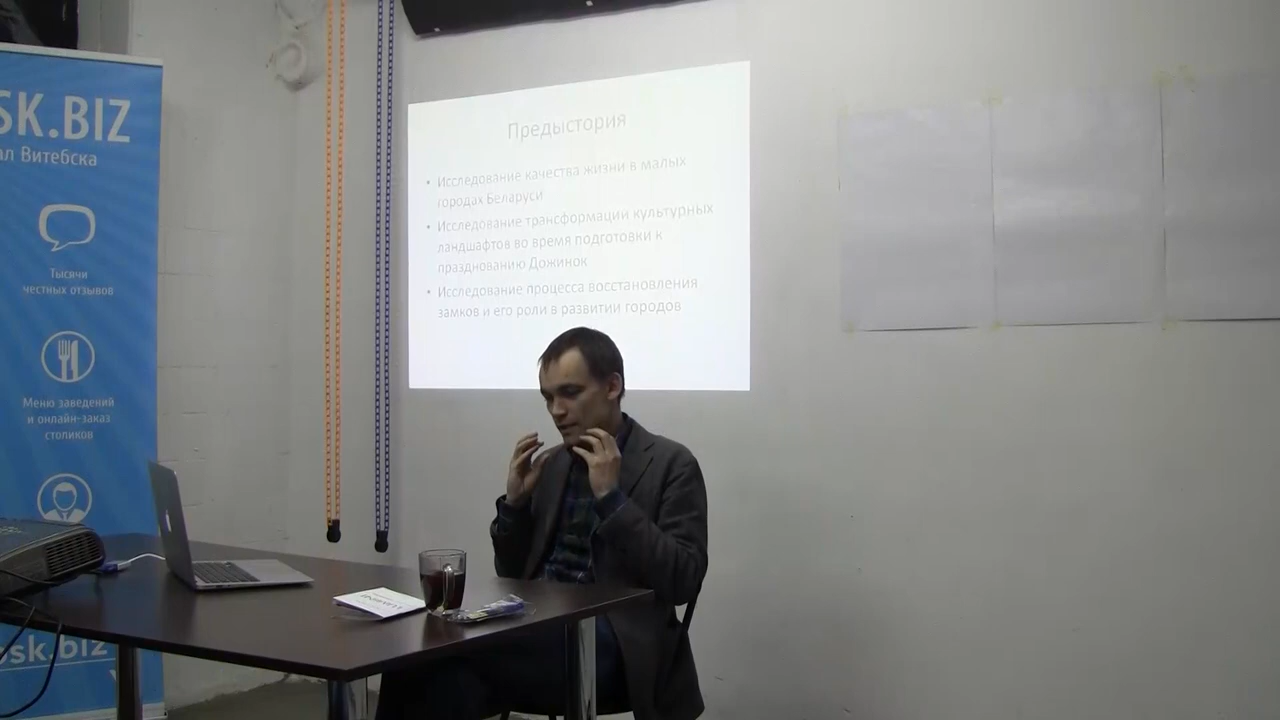 SK.BIZ
ал Витебска
Тысячи
честных отзывов
Меню заведений
и онлайн-заказ
столиков
sk.biz
Предыстория
• Исследование качества жизни в малых
городах Беларуси
• Исследование трансформации культурных
ландшафтов во время подготовки к
празднованию Дожинок
• Исследование процесса восстановления
замков и его роли в развитии городов